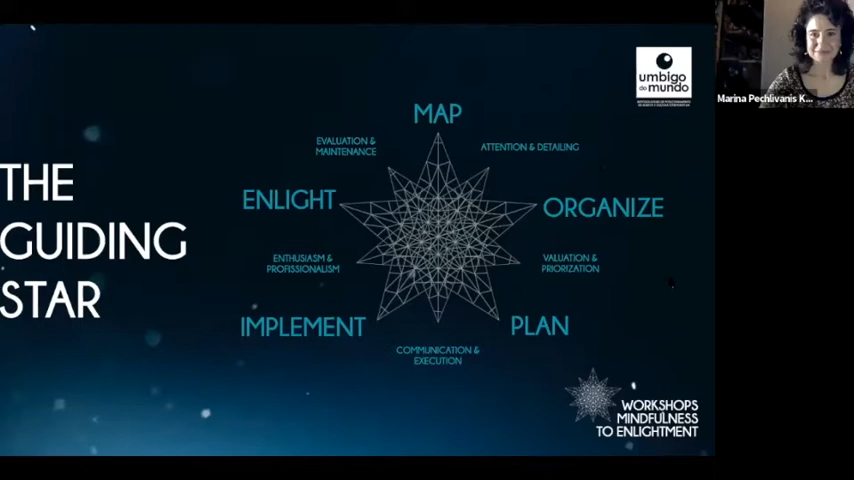 umbigo
do mundo
Marina Pechlivanis K...
THE
GUIDING
STAR
MAP
EVALUATION &
MAINTENANCE
ATTENTION & DETAILING
ENLIGHT
ORGANIZE
ENTHUSIASM &
PROFISSIONALISM
VALUATION &
PRIORIZATION
IMPLEMENT
PLAN
COMMUNICATION &
EXECUTION
WORKSHOPS
MINDFULNESS
TO ENLIGHTMENT